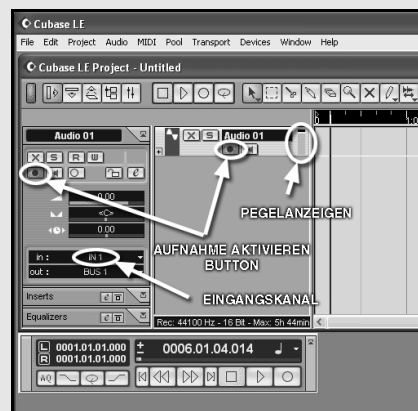 Cubase LE
File Edit Project Audio MIDI Pool Transport Devices Window Help
Cubase LE Project - Untitled
Audio 01
X S R W
e
0.00
<C>
0.00
in : IN 1
out : BUS 1
Inserts e
Equalizers e
X S Audio 01
PEGELANZEIGEN
AUFNAHME AKTIVIEREN
BUTTON
EINGANGSKANAL
Rec: 44100 Hz - 16 Bit - Max: 5h 44min
L 0001.01.01.000
R 0001.01.01.000
0006.01.04.014
AQ